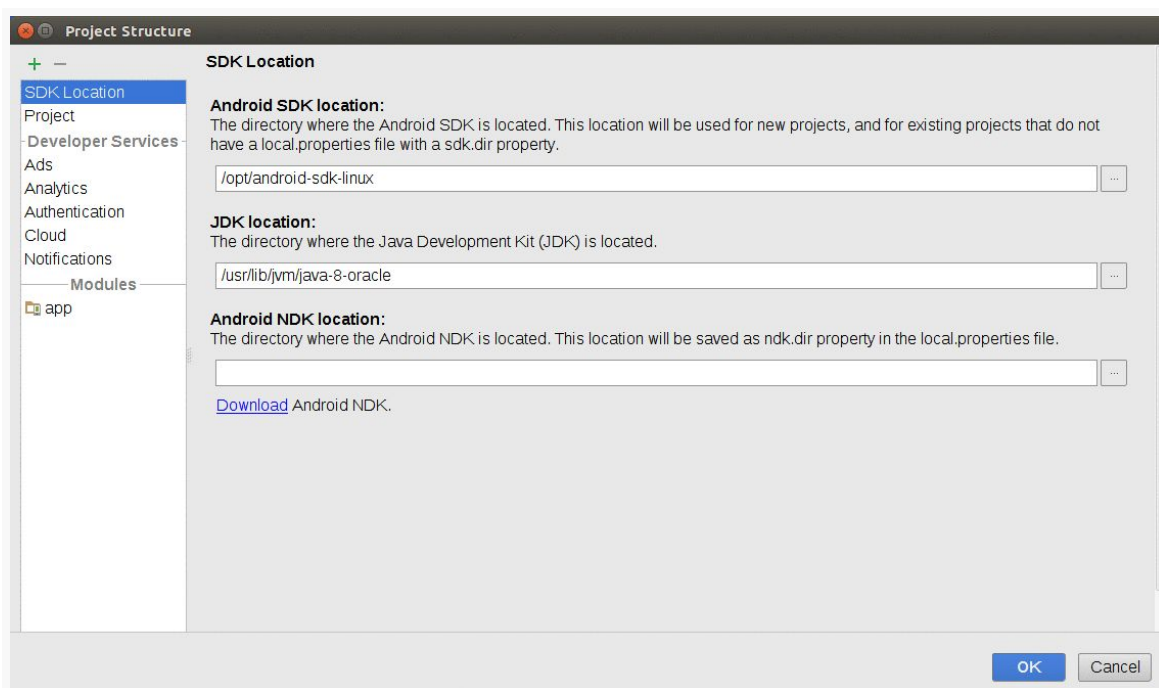 Project Structure
+ −
SDK Location
Project
Developer Services
Ads
Analytics
Authentication
Cloud
Notifications
Modules
app
SDK Location
Android SDK location:
The directory where the Android SDK is located. This location will be used for new projects, and for existing projects that do not
have a local.properties file with a sdk.dir property.
/opt/android-sdk-linux
...
JDK location:
The directory where the Java Development Kit (JDK) is located.
/usr/lib/jvm/java-8-oracle
...
Android NDK location:
The directory where the Android NDK is located. This location will be saved as ndk.dir property in the local.properties file.
...
Download Android NDK.
OK
Cancel